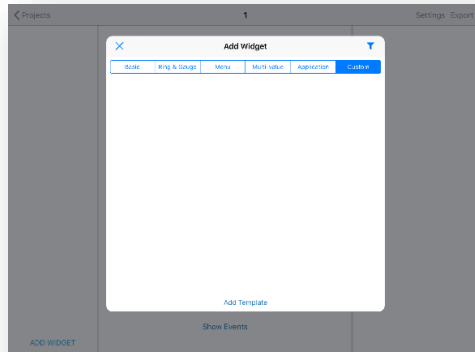 Projects 1 Settings Export
Add Widget
Basic Ring & Gauge Menu Multi-value Application Custom
Add Template
Show Events
ADD WIDGET